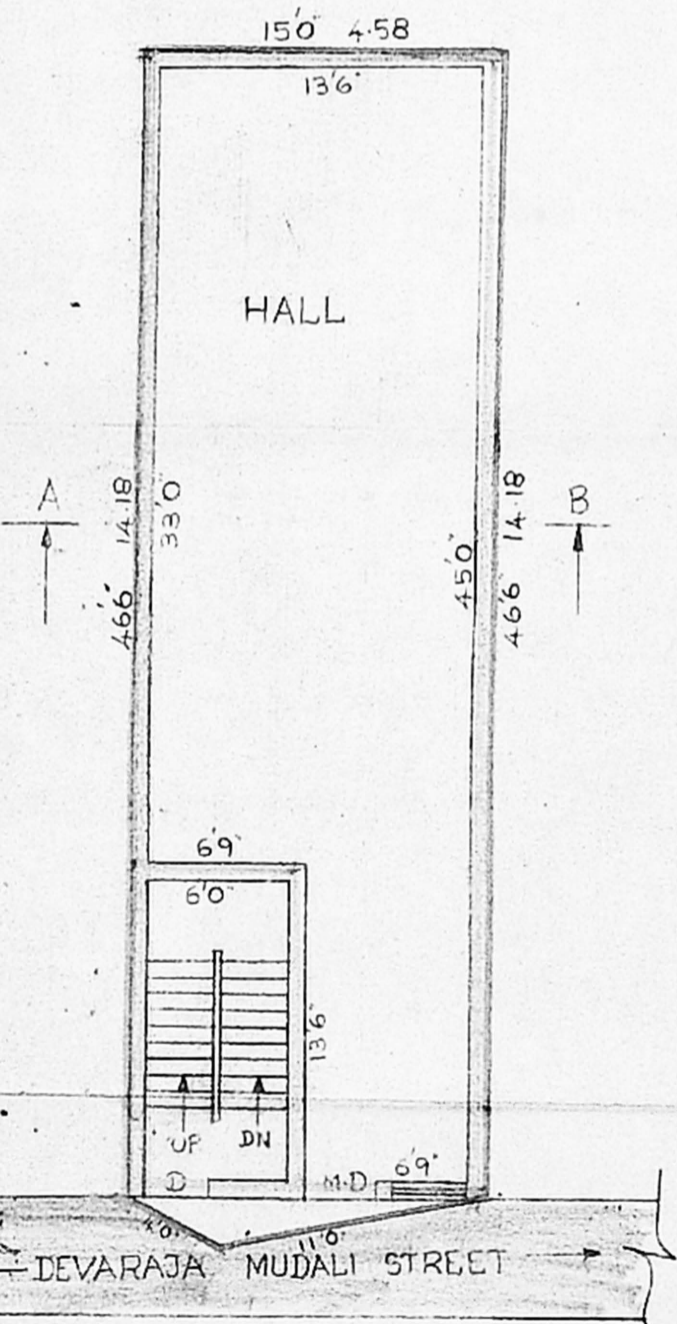 15'0" 4.58
13'6"
HALL
A
14.18
33'0"
46'6"
B
14.18
45'0"
46'6"
6'9"
6'0"
13'6"
UP
DN
D
M.D
6'9"
4'0"
11'0"
DEVARAJA MUDALI STREET